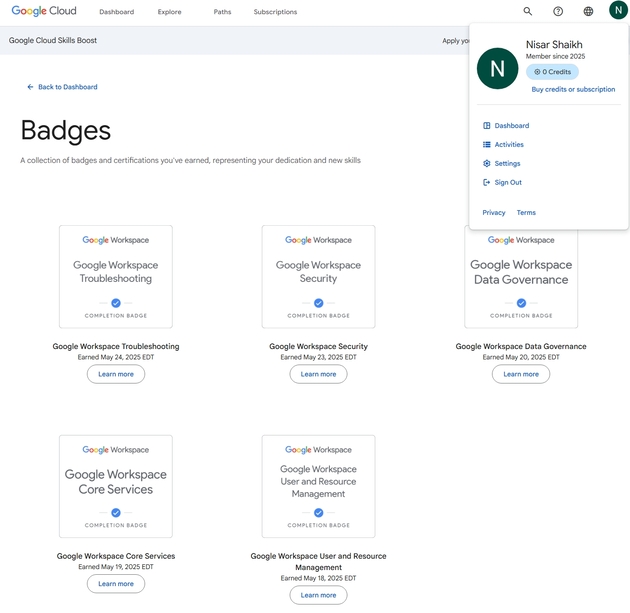 Google Cloud Dashboard Explore Paths Subscriptions N
Google Cloud Skills Boost Apply you
N
Nisar Shaikh
Member since 2025
0 Credits
Buy credits or subscription
Dashboard
Activities
Settings
Sign Out
Privacy Terms
Back to Dashboard
Badges
A collection of badges and certifications you've earned, representing your dedication and new skills
Google Workspace
Google Workspace
Troubleshooting
COMPLETION BADGE
Google Workspace Troubleshooting
Earned May 24, 2025 EDT
Learn more
Google Workspace
Google Workspace
Security
COMPLETION BADGE
Google Workspace Security
Earned May 23, 2025 EDT
Learn more
Google Workspace
Google Workspace
Data Governance
COMPLETION BADGE
Google Workspace Data Governance
Earned May 20, 2025 EDT
Learn more
Google Workspace
Google Workspace
Core Services
COMPLETION BADGE
Google Workspace Core Services
Earned May 19, 2025 EDT
Learn more
Google Workspace
Google Workspace
User and Resource
Management
COMPLETION BADGE
Google Workspace User and Resource
Management
Earned May 18, 2025 EDT
Learn more